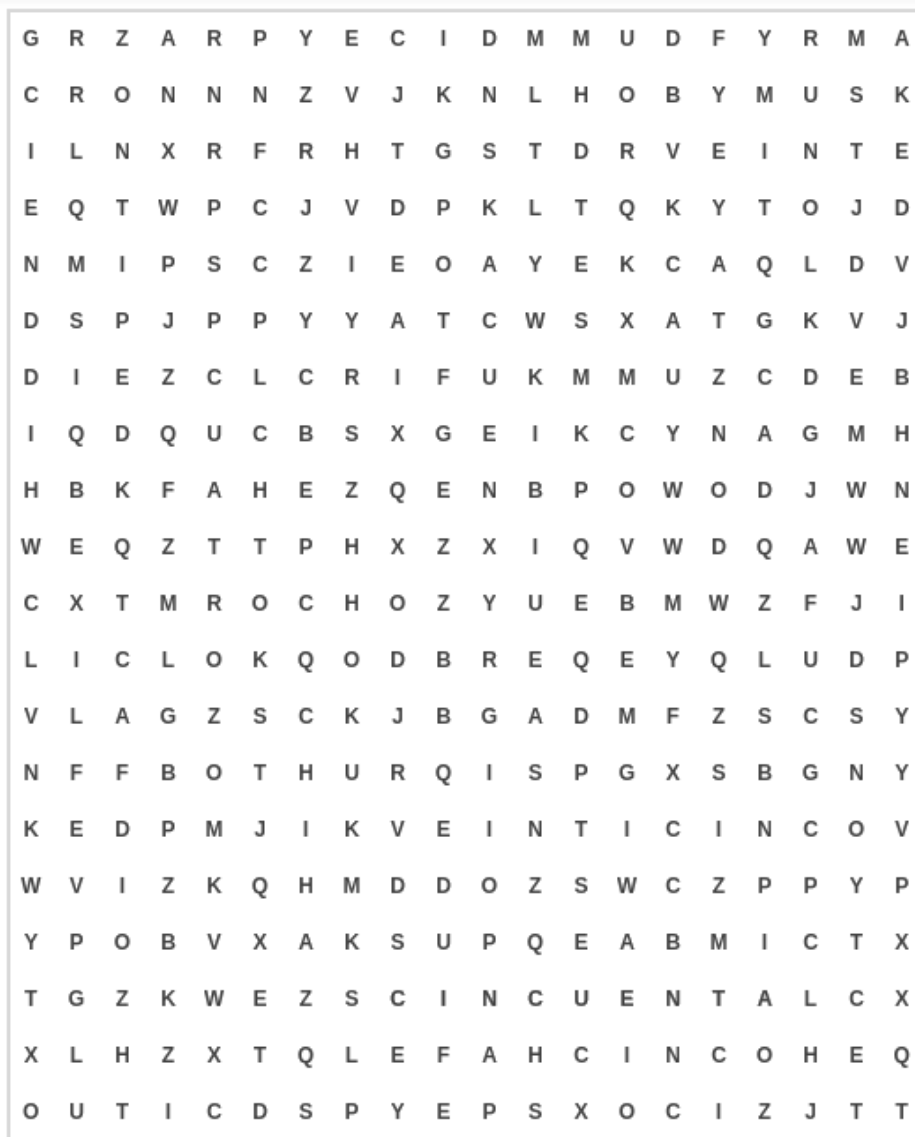 G R Z A R P Y E C I D M M U D F Y R M A
C R O N N N Z V J K N L H O B Y M U S K
I L N X R F R H T G S T D R V E I N T E
E Q T W P C J V D P K L T Q K Y T O J D
N M I P S C Z I E O A Y E K C A Q L D V
D S P J P P Y Y A T C W S X A T G K V J
D I E Z C L C R I F U K M M U Z C D E B
I Q D Q U C B S X G E I K C Y N A G M H
H B K F A H E Z Q E N B P O W O D J W N
W E Q Z T T P H X Z X I Q V W D Q A W E
C X T M R O C H O Z Y U E B M W Z F J I
L I C L O K Q O D B R E Q E Y Q L U D P
V L A G Z S C K J B G A D M F Z S C S Y
N F F B O T H U R Q I S P G X S B G N Y
K E D P M J I K V E I N T I C I N C O V
W V I Z K Q H M D D O Z S W C Z P P Y P
Y P O B V X A K S U P Q E A B M I C T X
T G Z K W E Z S C I N C U E N T A L C X
X L H Z X T Q L E F A H C I N C O H E Q
O U T I C D S P Y E P S X O C I Z J T T